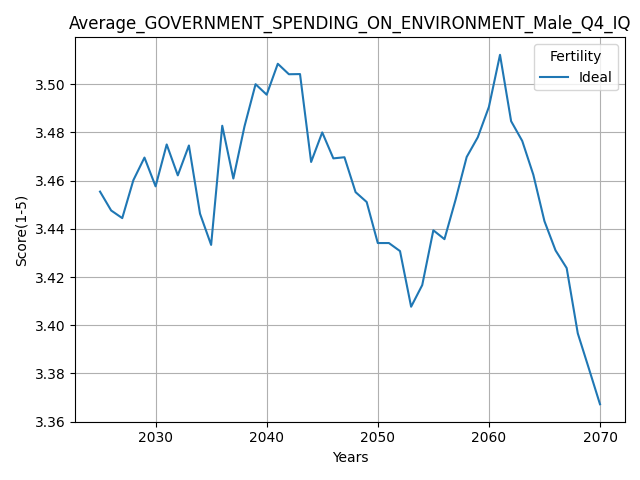 Average_GOVERNMENT_SPENDING_ON_ENVIRONMENT_Male_Q4_IQ
Fertility
Ideal
Score(1-5)
3.50
3.48
3.46
3.44
3.42
3.40
3.38
3.36
2030 2040 2050 2060 2070
Years